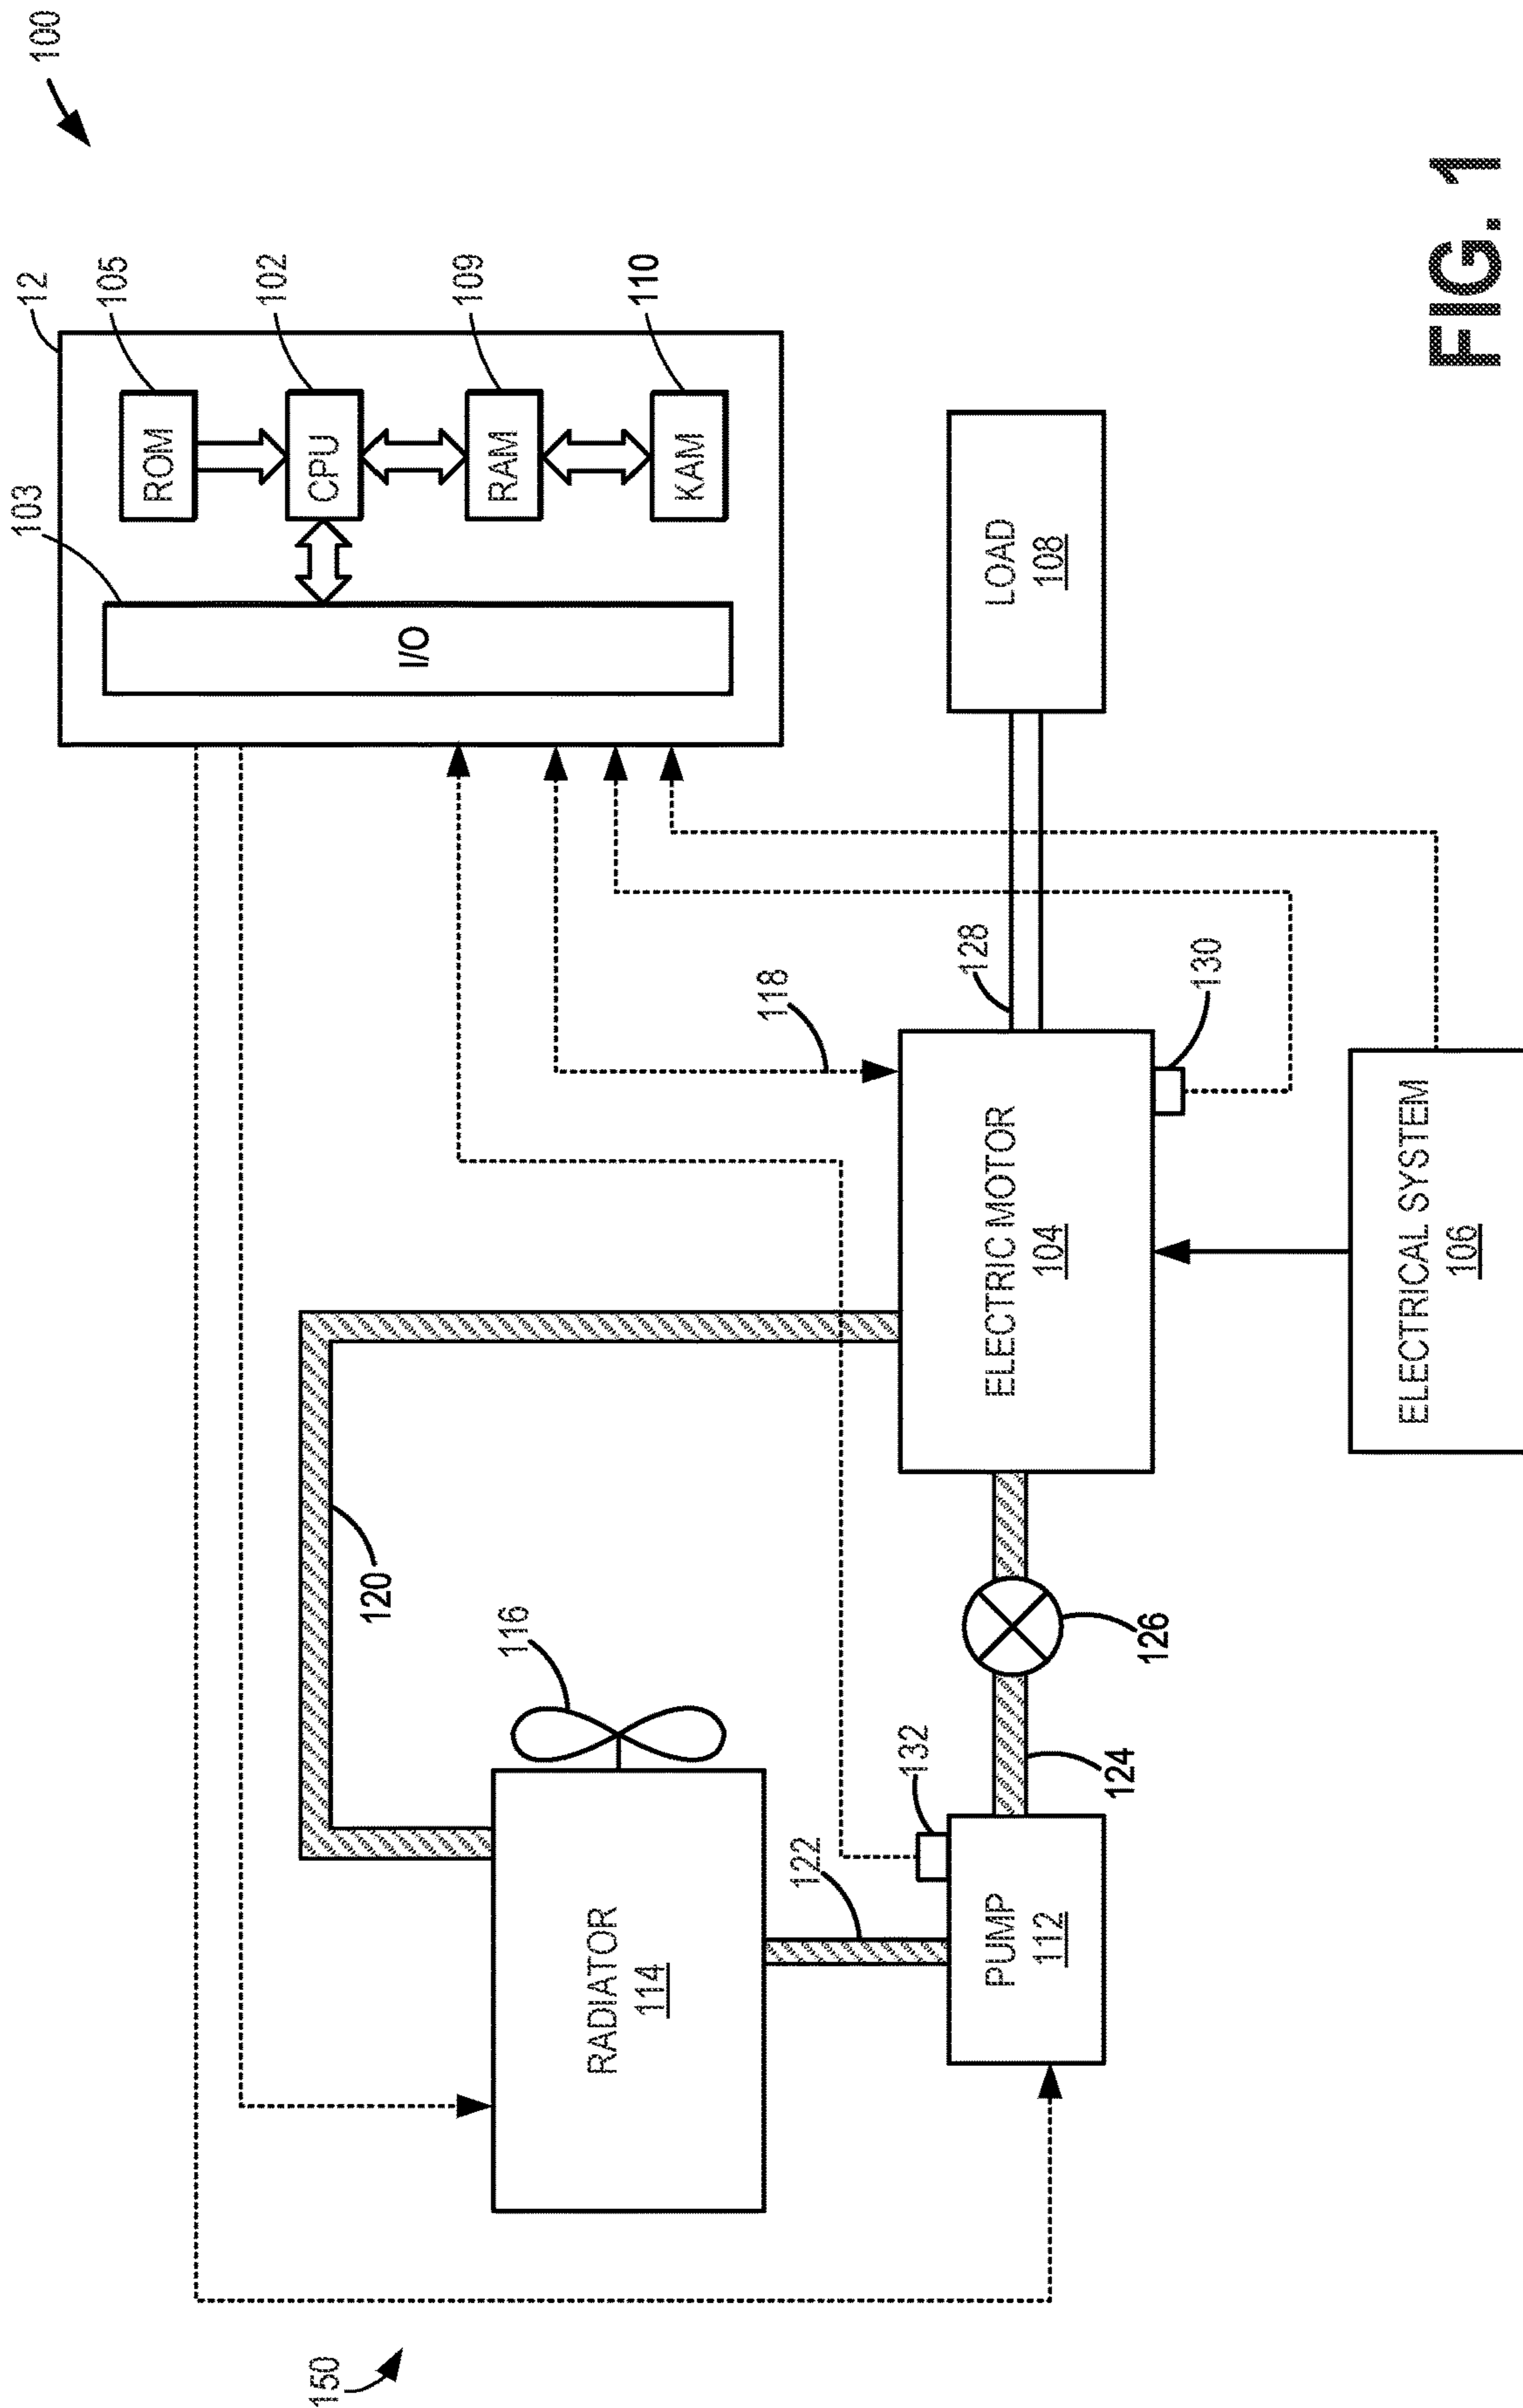 100
12
103
105
102
109
110
ROM
CPU
RAM
KAM
I/O
150
120
116
118
RADIATOR
114
122
132
PUMP
112
124
126
ELECTRIC MOTOR
104
128
130
LOAD
108
ELECTRICAL SYSTEM
106
FIG. 1